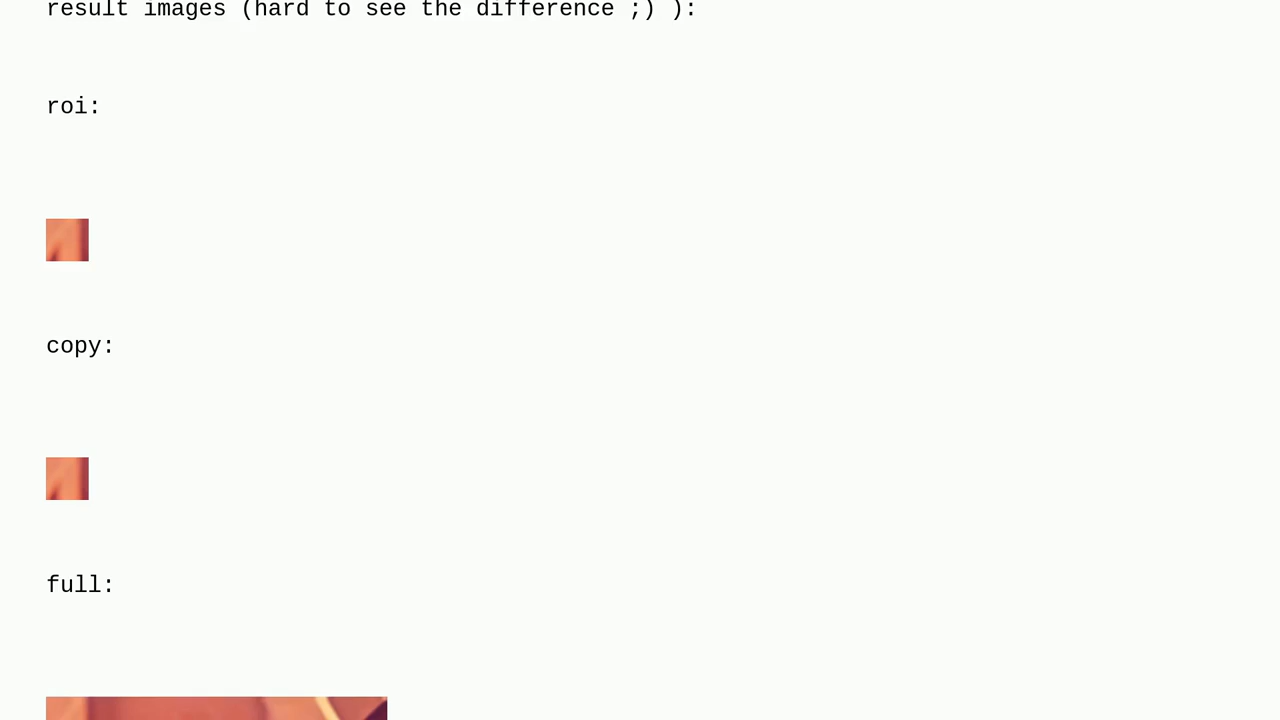 result images (hard to see the difference ;) ):
roi:
copy:
full: